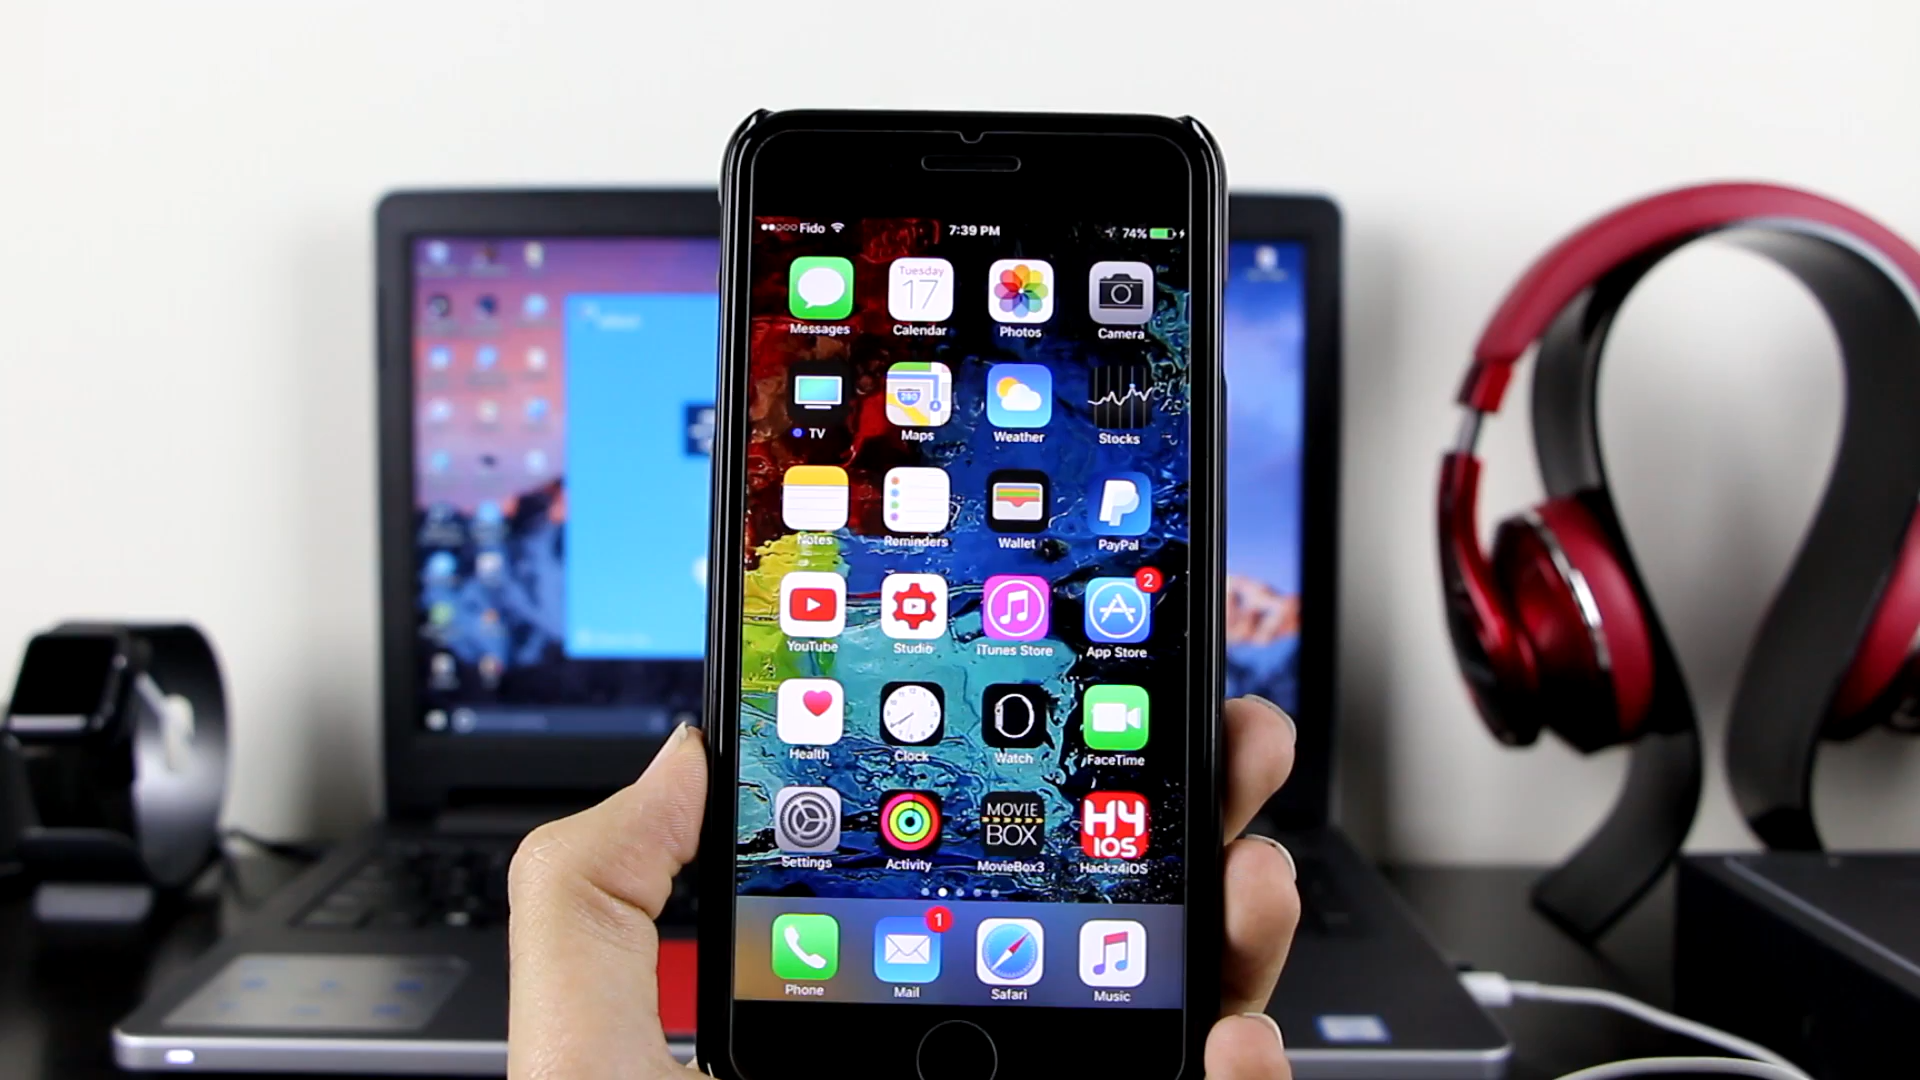 Fido 7:39 PM 74%
Tuesday
17
Messages Calendar Photos Camera
280
TV Maps Weather Stocks
Notes Reminders Wallet PayPal
2
YouTube Studio iTunes Store App Store
Health Clock Watch FaceTime
MOVIE
BOX
H4
iOS
Settings Activity MovieBox3 Hackz4iOS
1
Phone Mail Safari Music